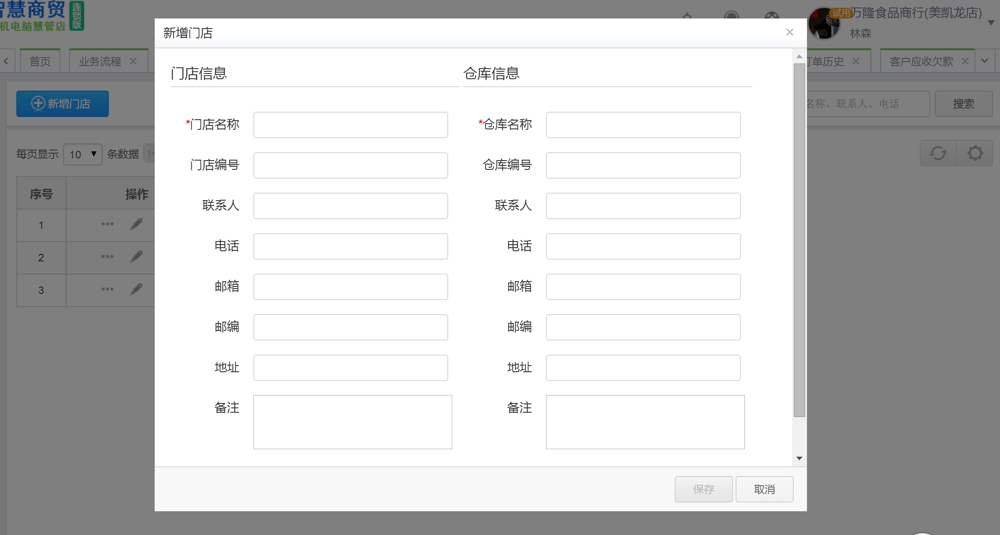 智慧商贸
连锁版
机电脑慧管店
试用
万隆食品商行(美凯龙店)
林森
首页
业务流程
订单历史
客户应收欠款
新增门店
名称、联系人、电话
搜索
每页显示 10 条数据
序号 操作
1
2
3
新增门店
门店信息 仓库信息
*门店名称 *仓库名称
门店编号 仓库编号
联系人 联系人
电话 电话
邮箱 邮箱
邮编 邮编
地址 地址
备注 备注
保存 取消